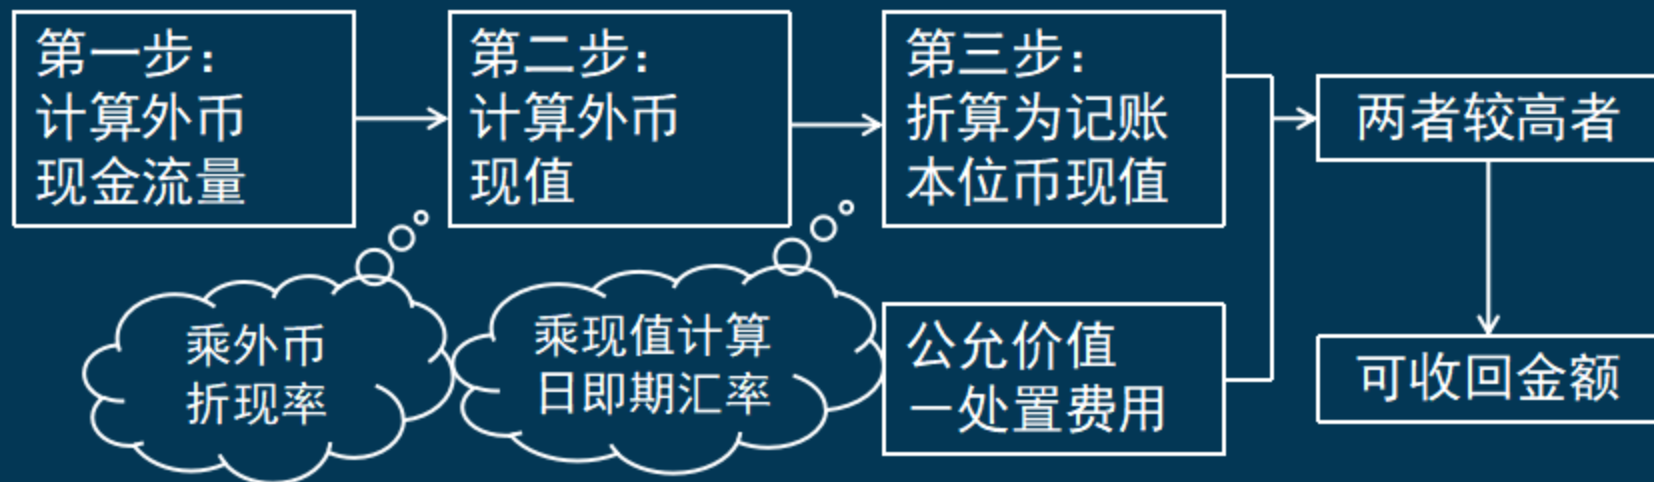 第一步：
计算外币
现金流量
第二步：
计算外币
现值
第三步：
折算为记账
本位币现值
两者较高者
乘外币
折现率
乘现值计算
日即期汇率
公允价值
－处置费用
可收回金额